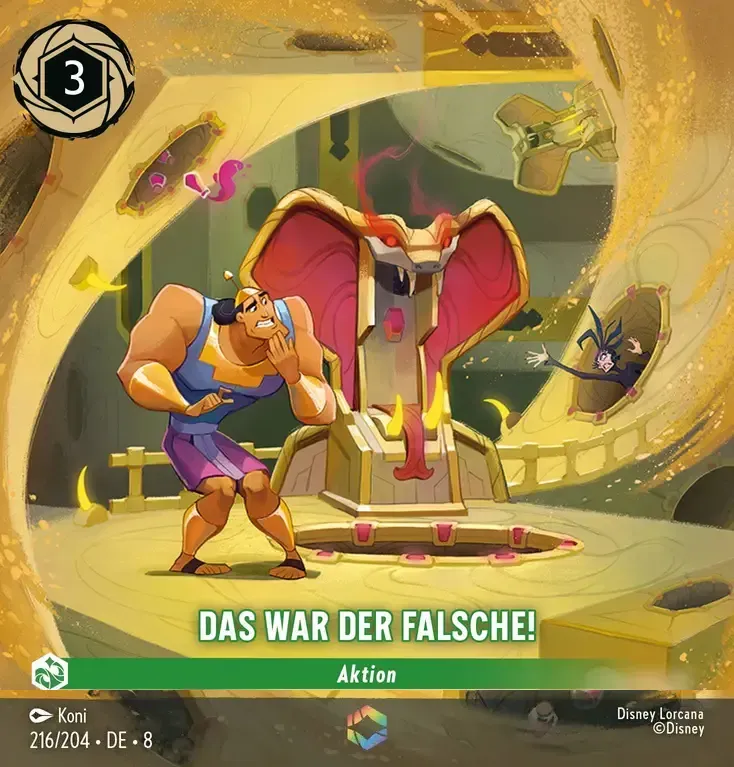 3
DAS WAR DER FALSCHE!
Aktion
Koni
Disney Lorcana
216/204 • DE • 8
©Disney